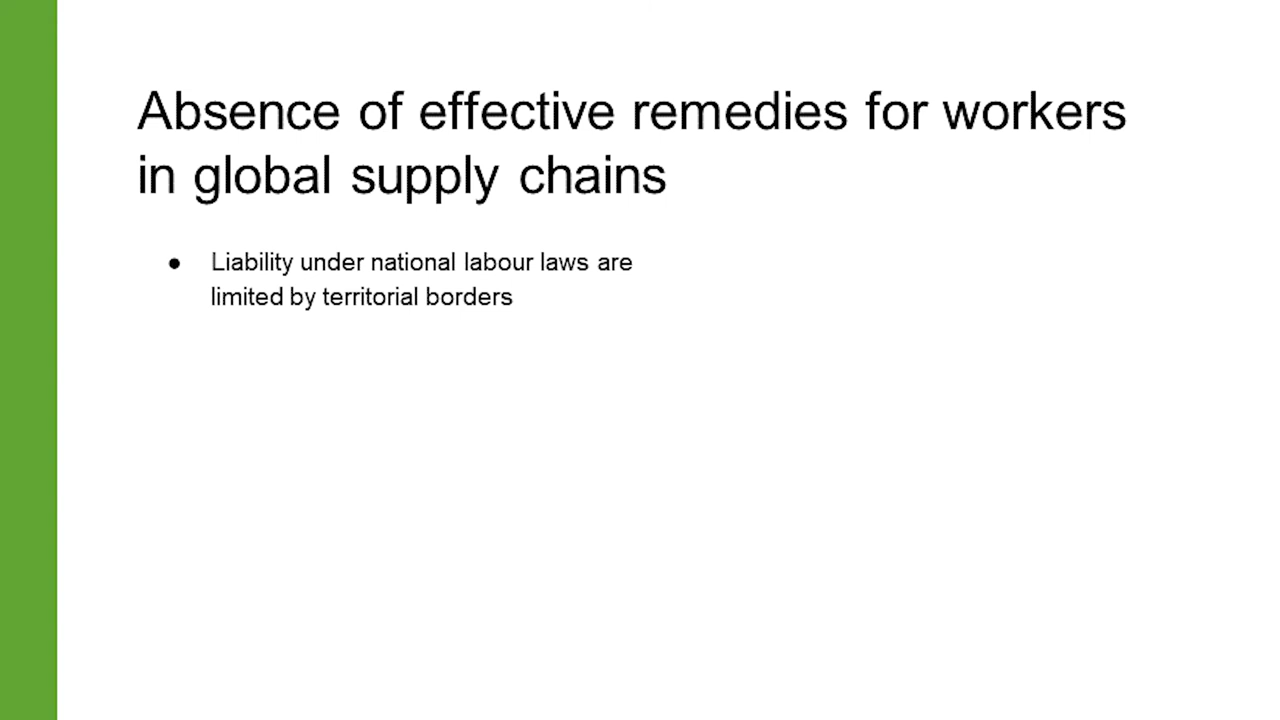 Absence of effective remedies for workers
in global supply chains
● Liability under national labour laws are
limited by territorial borders